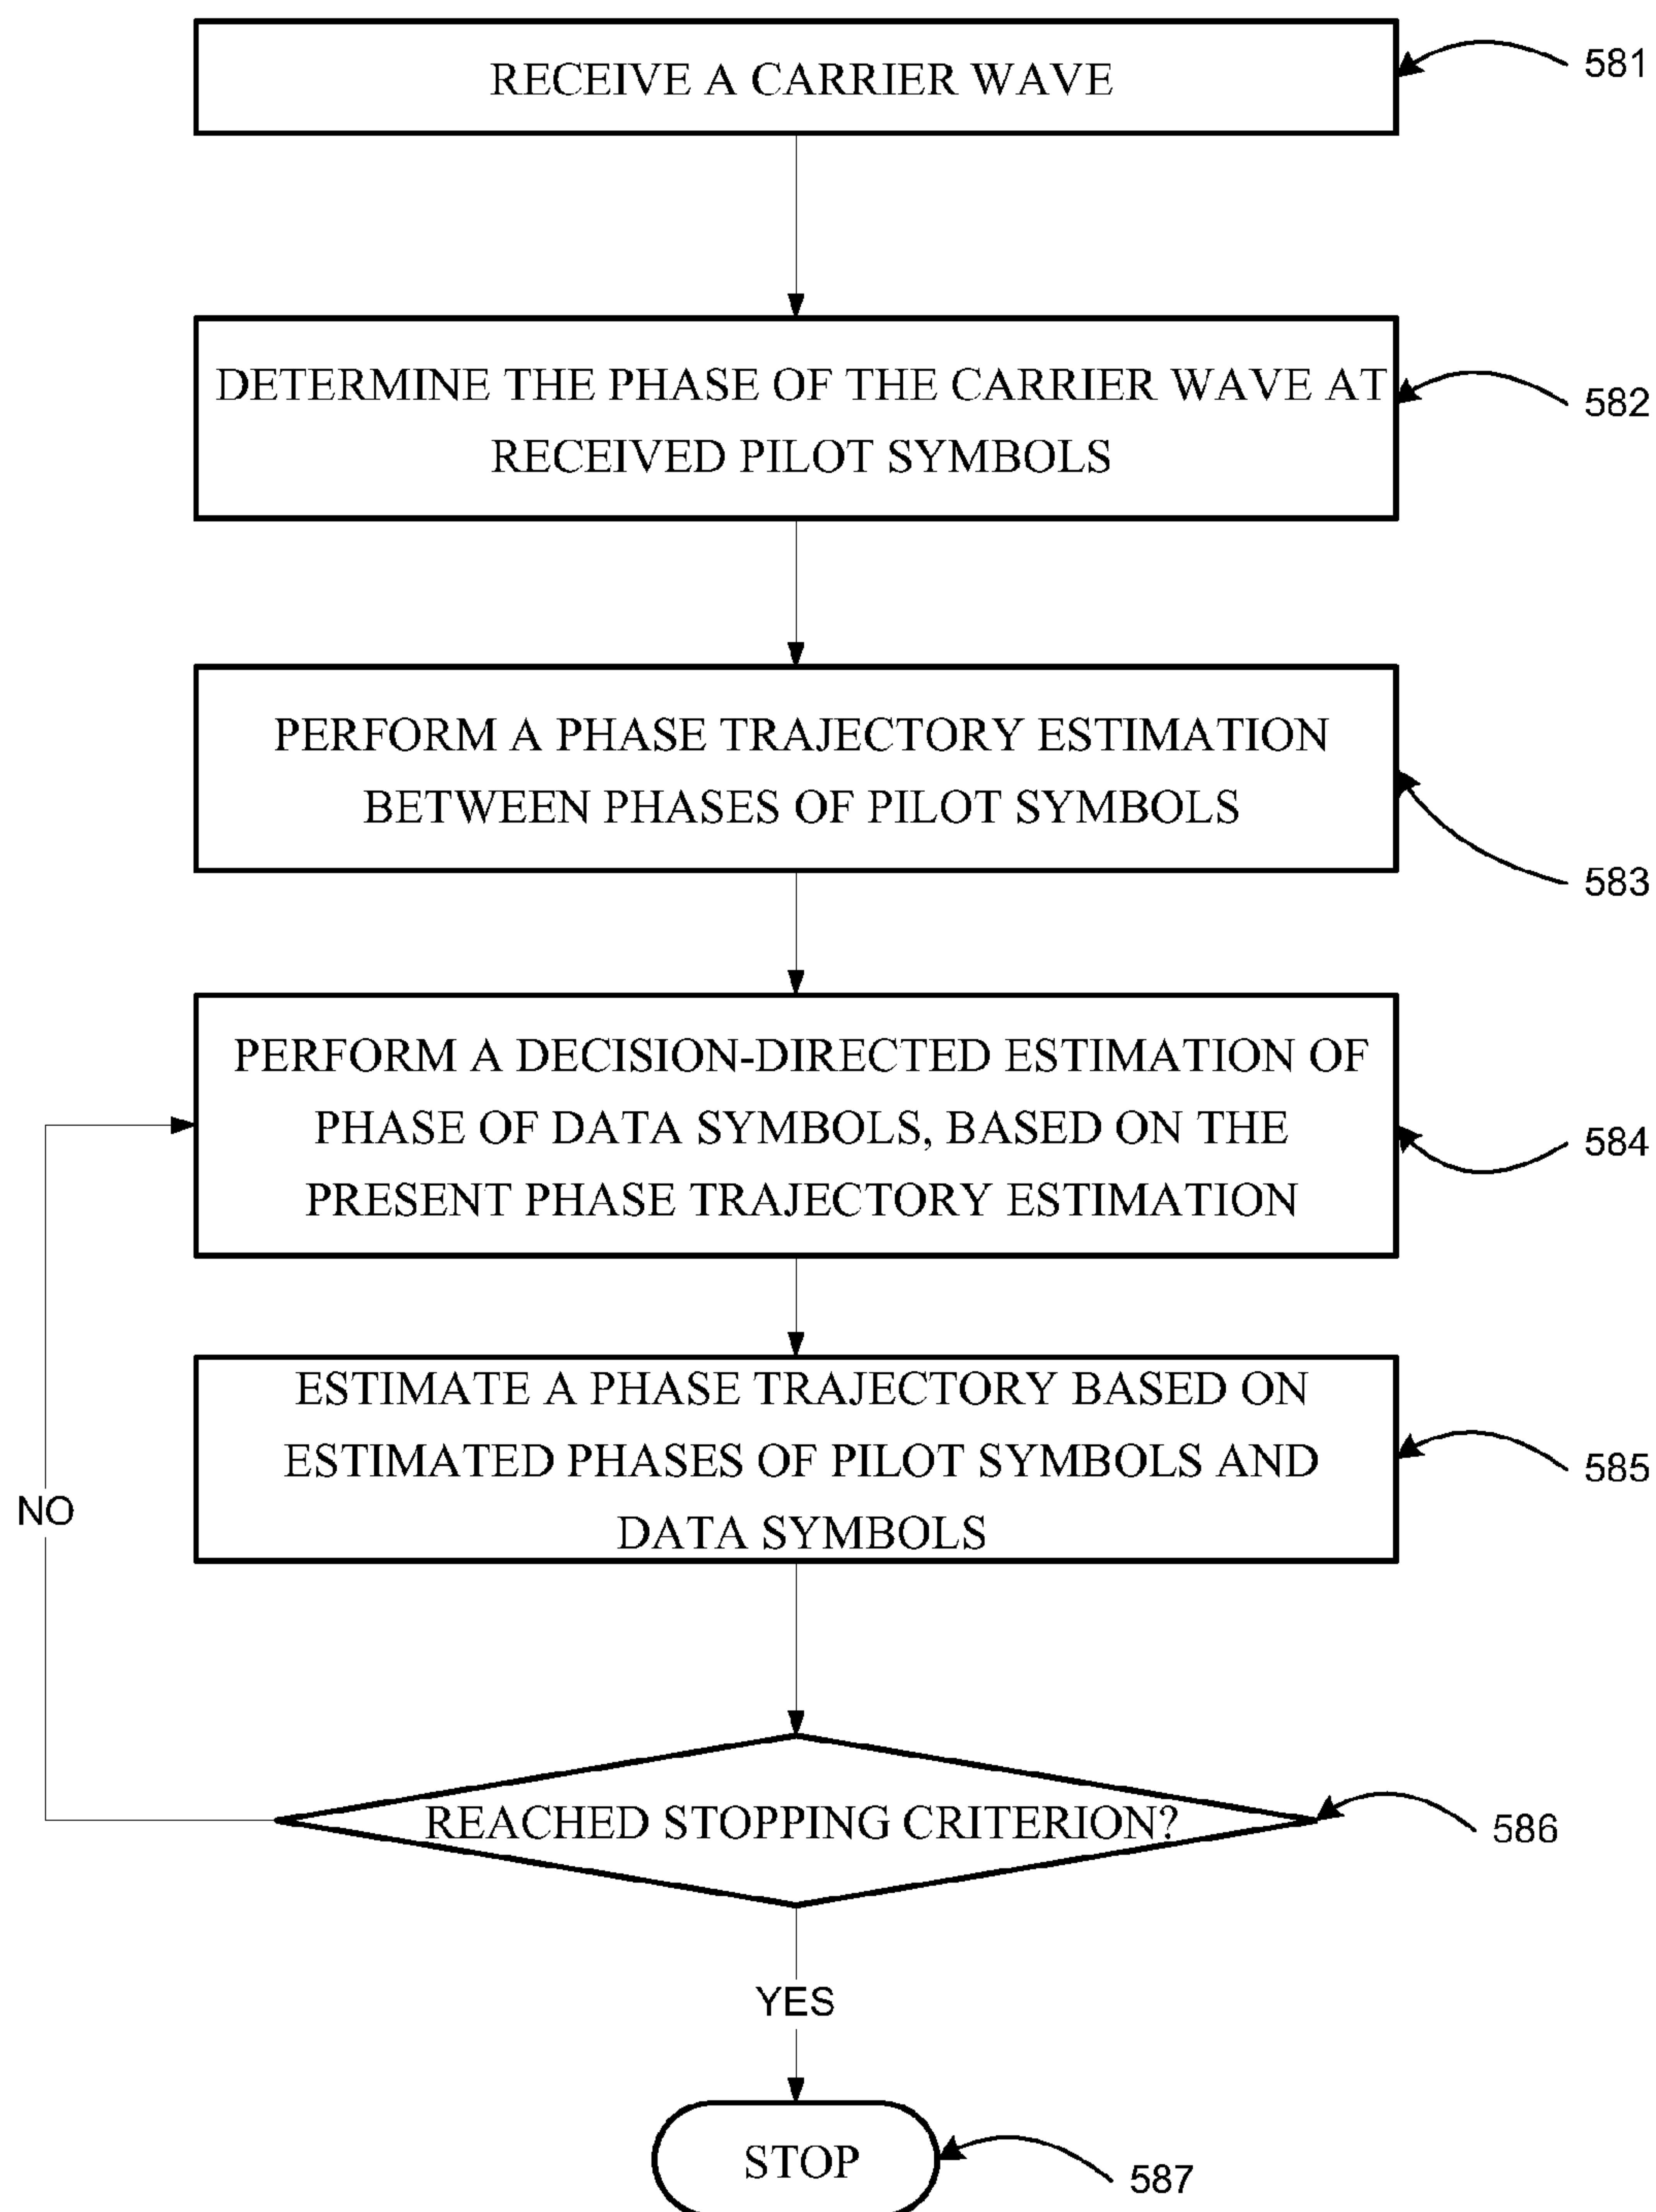 RECEIVE A CARRIER WAVE
581
DETERMINE THE PHASE OF THE CARRIER WAVE AT
RECEIVED PILOT SYMBOLS
582
PERFORM A PHASE TRAJECTORY ESTIMATION
BETWEEN PHASES OF PILOT SYMBOLS
583
PERFORM A DECISION-DIRECTED ESTIMATION OF
PHASE OF DATA SYMBOLS, BASED ON THE
PRESENT PHASE TRAJECTORY ESTIMATION
584
ESTIMATE A PHASE TRAJECTORY BASED ON
ESTIMATED PHASES OF PILOT SYMBOLS AND
DATA SYMBOLS
585
NO
REACHED STOPPING CRITERION?
586
YES
STOP
587